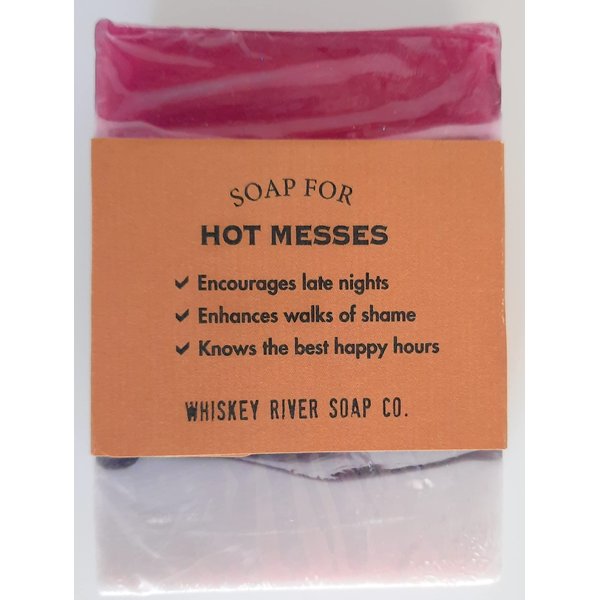 SOAP FOR
HOT MESSES
✓ Encourages late nights
✓ Enhances walks of shame
✓ Knows the best happy hours
WHISKEY RIVER SOAP CO.